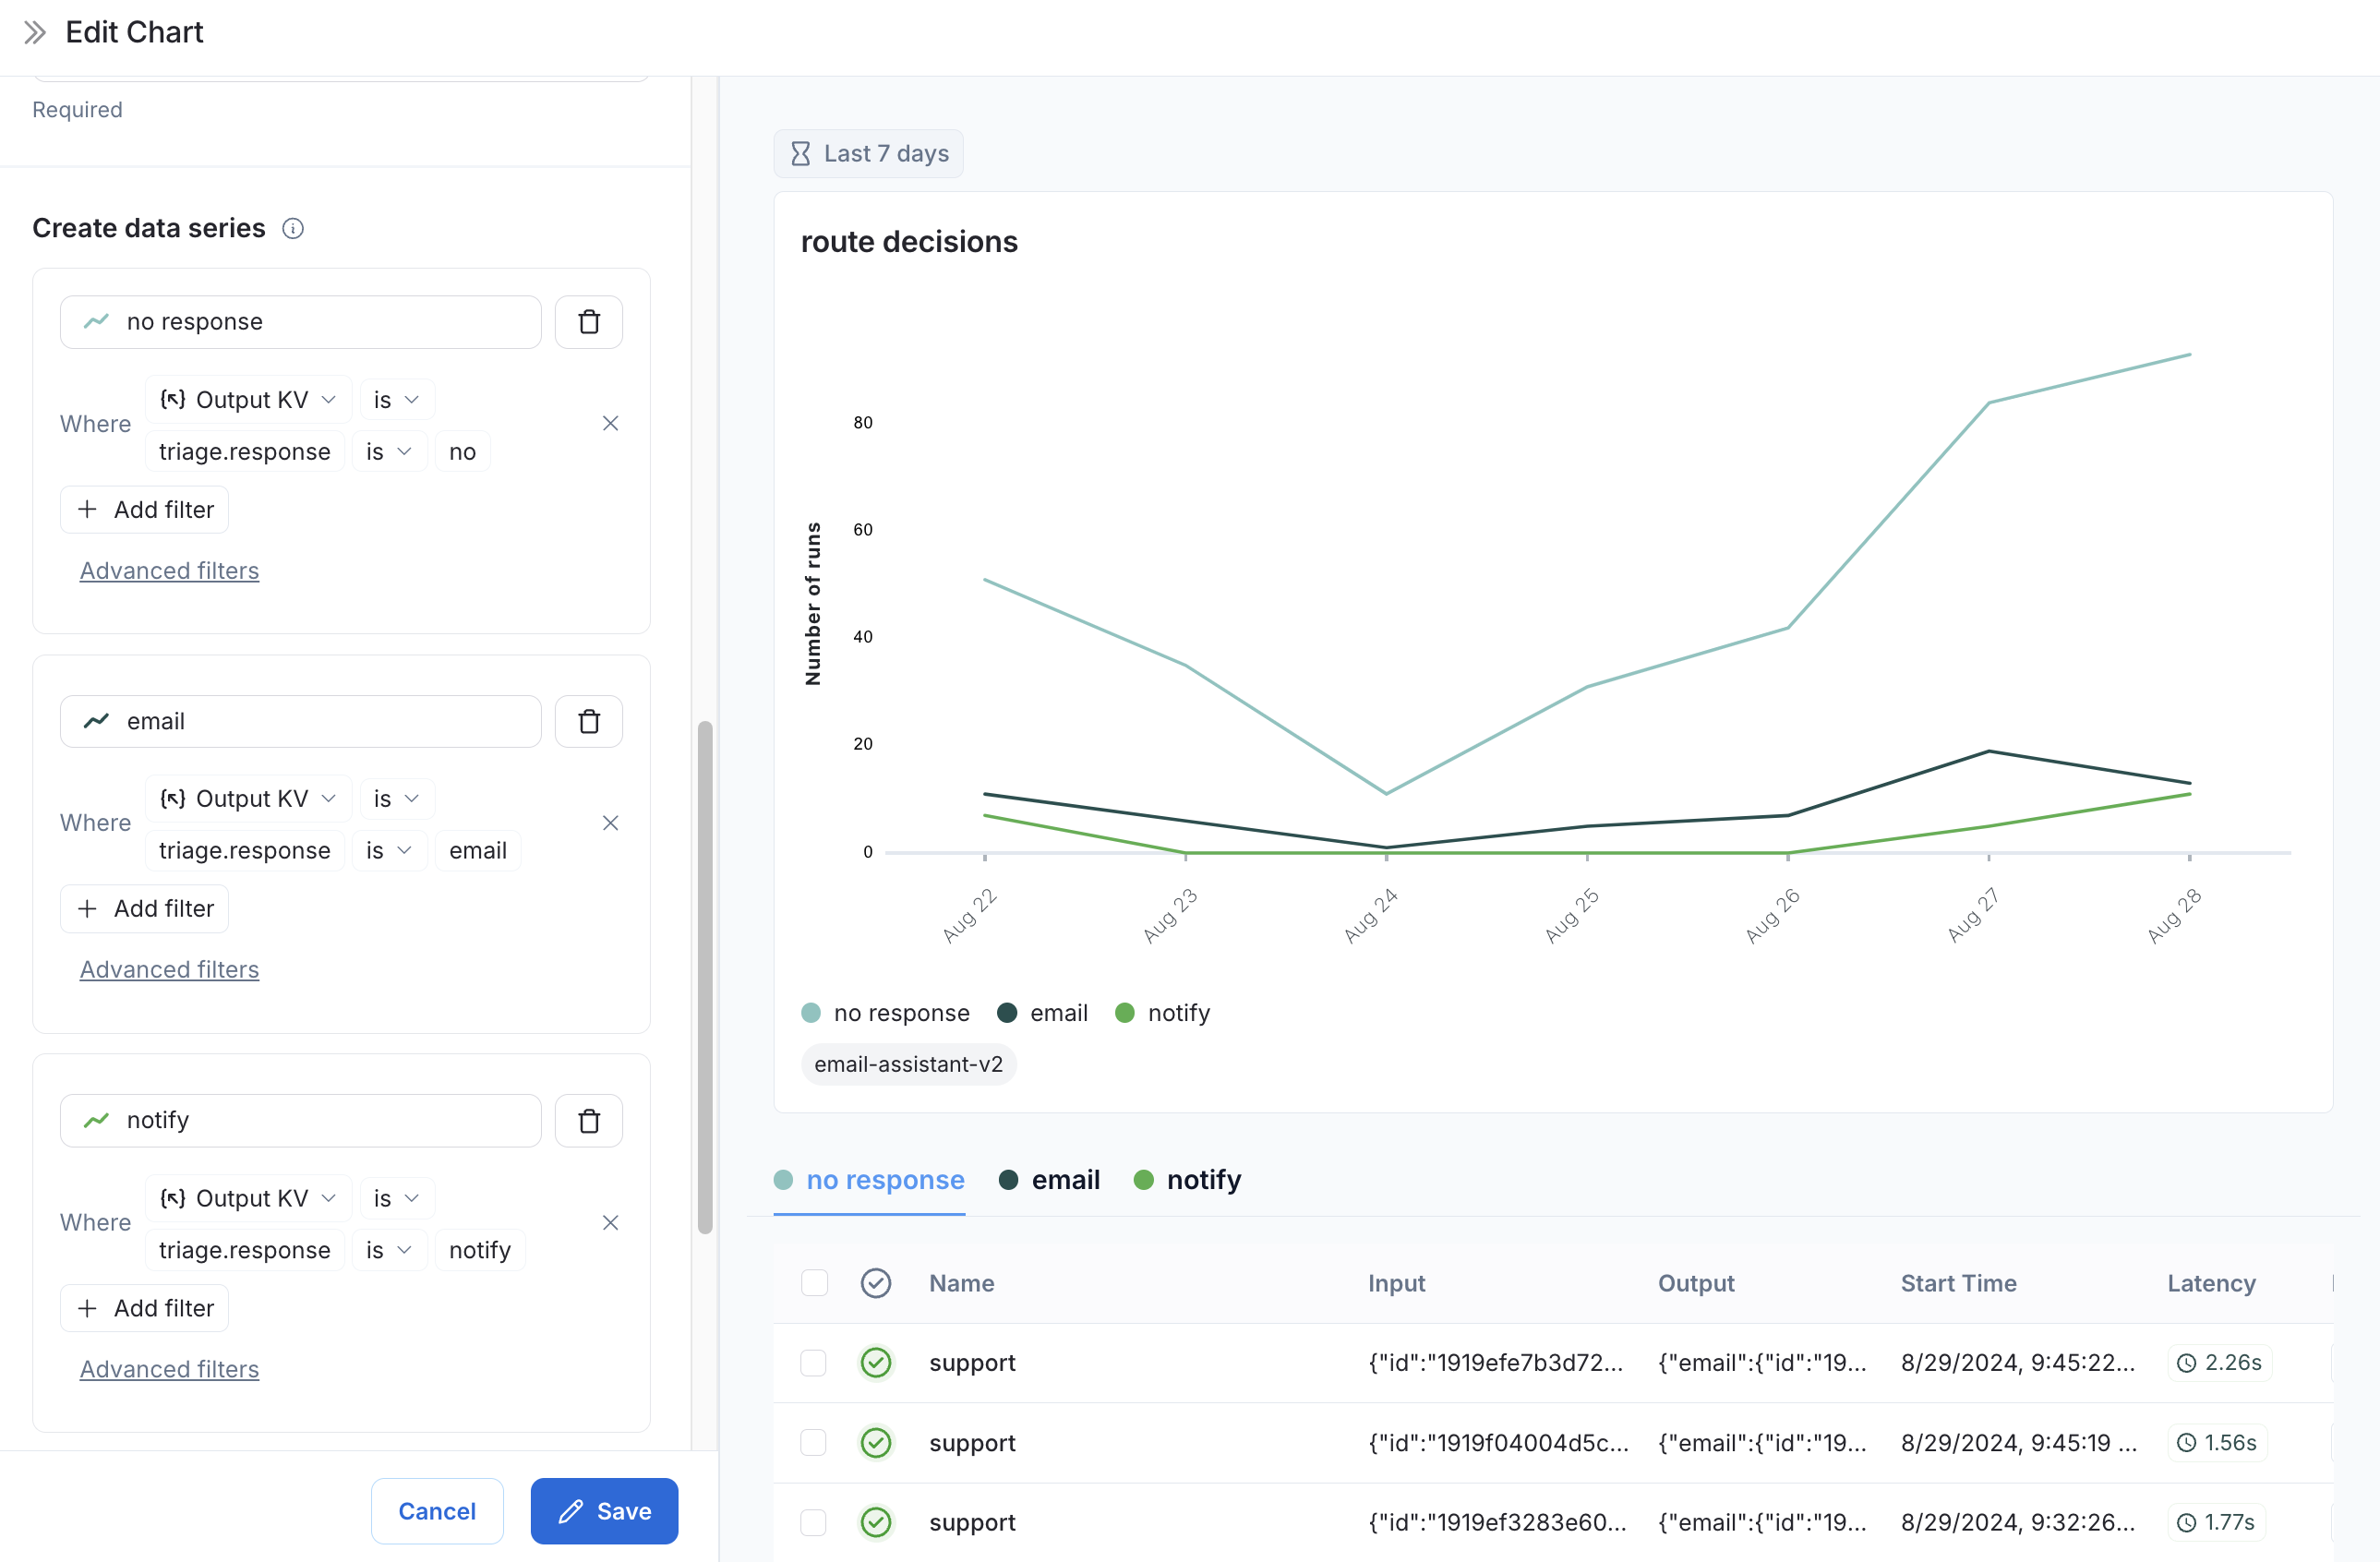 Edit Chart
Required
Create data series
no response
Output KV is
Where
triage.response is no
Add filter
Advanced filters
email
Output KV is
Where
triage.response is email
Add filter
Advanced filters
notify
Output KV is
Where
triage.response is notify
Add filter
Advanced filters
Cancel Save
Last 7 days
route decisions
Number of runs
80
60
40
20
0
Aug 22 Aug 23 Aug 24 Aug 25 Aug 26 Aug 27 Aug 28
no response email notify
email-assistant-v2
no response email notify
Name Input Output Start Time Latency
support {"id":"1919efe7b3d72... {"email":{"id":"19... 8/29/2024, 9:45:22... 2.26s
support {"id":"1919f04004d5c... {"email":{"id":"19... 8/29/2024, 9:45:19 ... 1.56s
support {"id":"1919ef3283e60... {"email":{"id":"19... 8/29/2024, 9:32:26... 1.77s